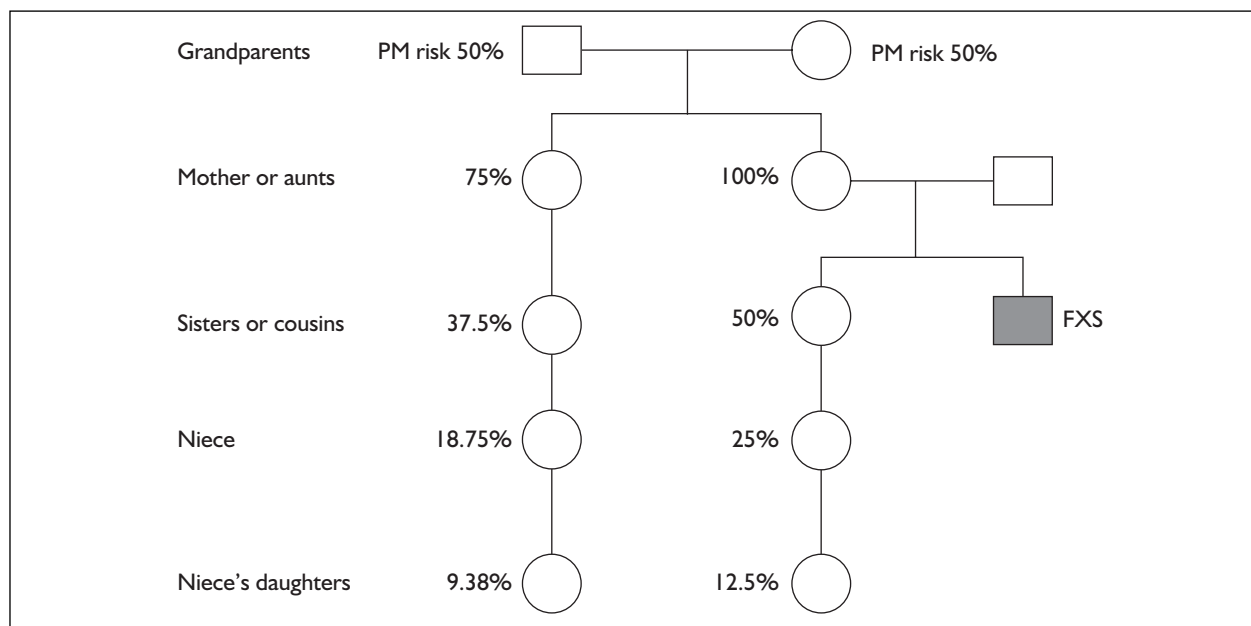 Grandparents PM risk 50% PM risk 50%
Mother or aunts 75% 100%
Sisters or cousins 37.5% 50% FXS
Niece 18.75% 25%
Niece’s daughters 9.38% 12.5%